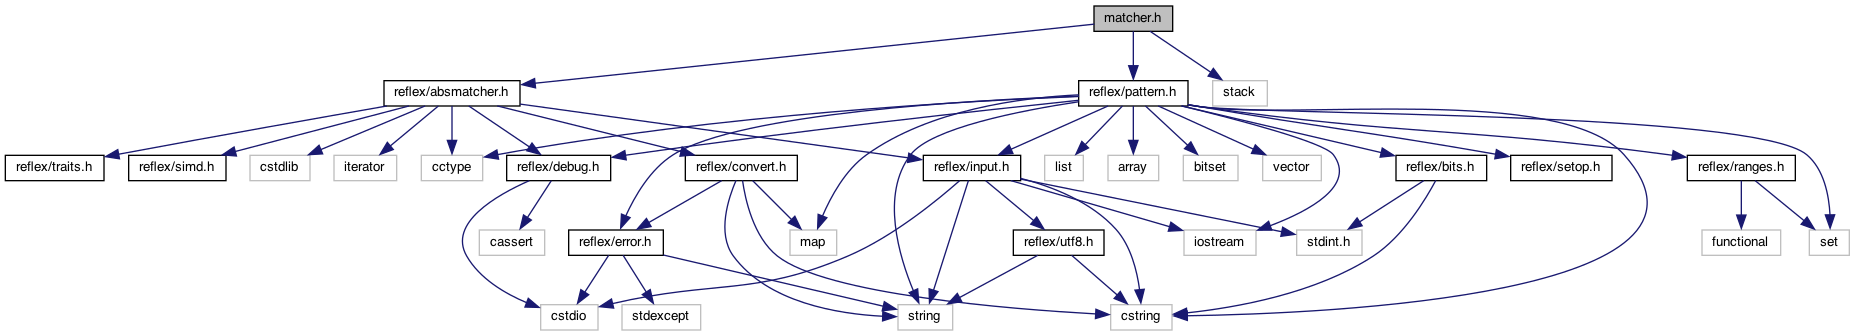 matcher.h
reflex/absmatcher.h
reflex/pattern.h
stack
reflex/traits.h
reflex/simd.h
cstdlib
iterator
cctype
reflex/debug.h
reflex/convert.h
reflex/input.h
list
array
bitset
vector
reflex/bits.h
reflex/setop.h
reflex/ranges.h
cassert
reflex/error.h
map
reflex/utf8.h
iostream
stdint.h
functional
set
cstdio
stdexcept
string
cstring